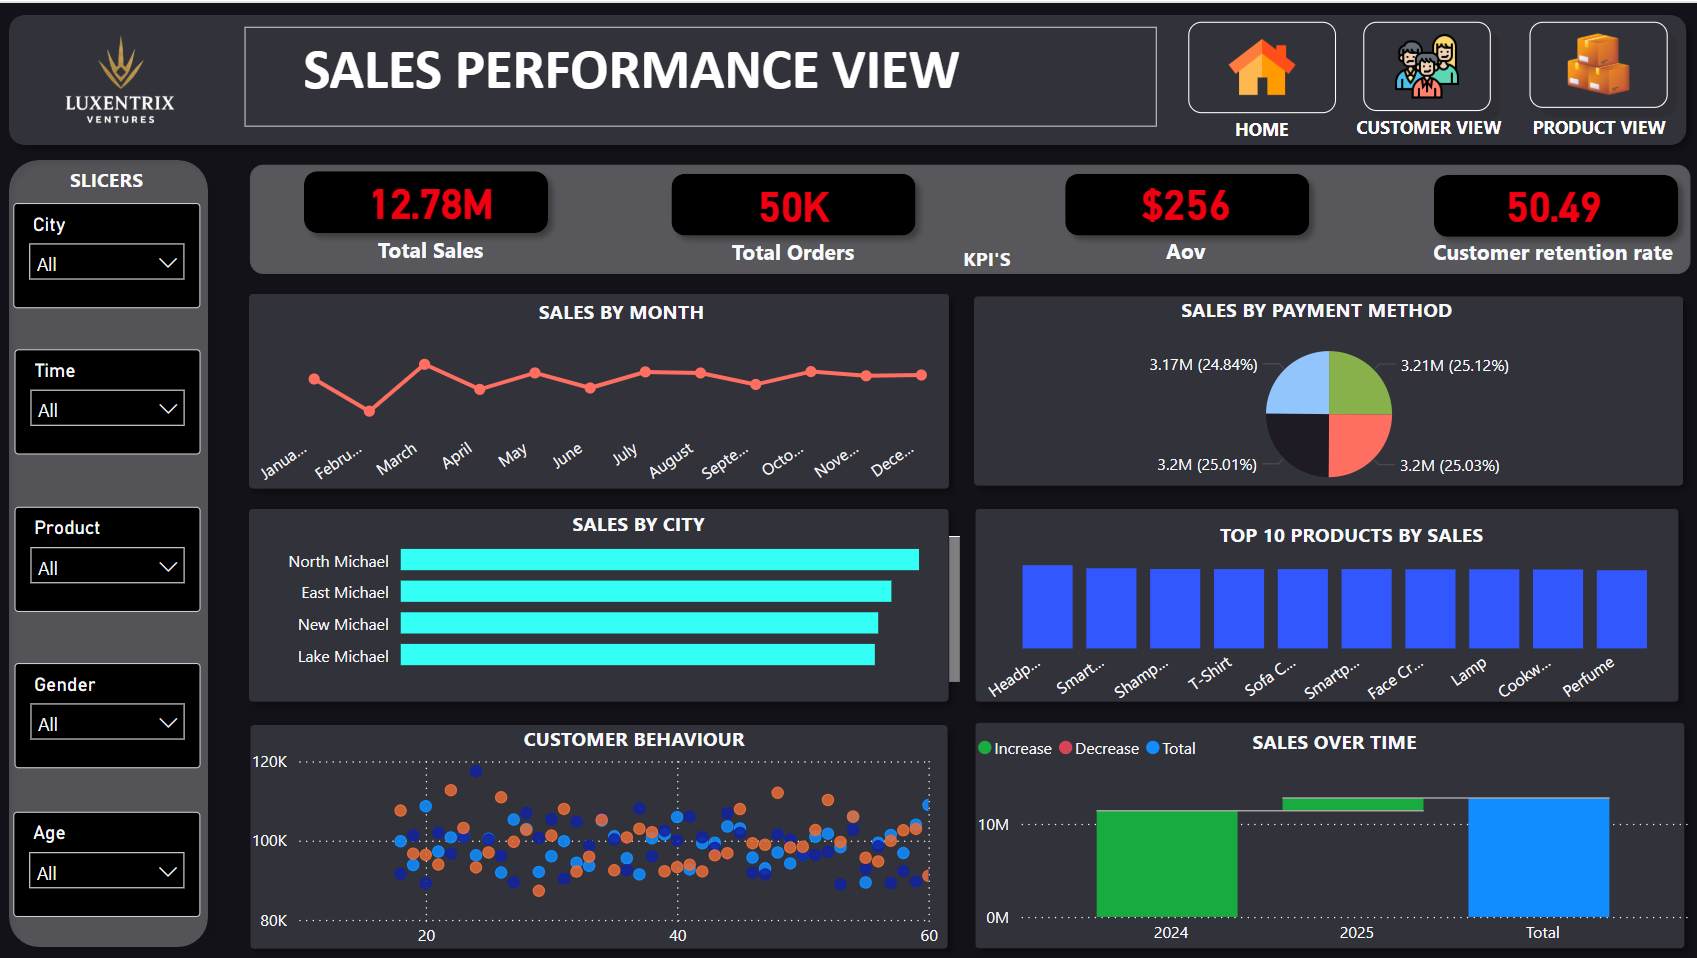 LUXENTRIX
VENTURES
SALES PERFORMANCE VIEW
HOME
CUSTOMER VIEW
PRODUCT VIEW
SLICERS
City
All
Time
All
Product
All
Gender
All
Age
All
12.78M
Total Sales
50K
Total Orders
KPI'S
$256
Aov
50.49
Customer retention rate
SALES BY MONTH
Janua...
Febru...
March
April
May
June
July
August
Septe...
Octo...
Nove...
Dece...
SALES BY PAYMENT METHOD
3.17M (24.84%)
3.21M (25.12%)
3.2M (25.01%)
3.2M (25.03%)
SALES BY CITY
North Michael
East Michael
New Michael
Lake Michael
TOP 10 PRODUCTS BY SALES
Headp...
Smart...
Shamp...
T-Shirt
Sofa C...
Smartp...
Face Cr...
Lamp
Cookw...
Perfume
CUSTOMER BEHAVIOUR
120K
100K
80K
20
40
60
SALES OVER TIME
Increase
Decrease
Total
10M
0M
2024
2025
Total